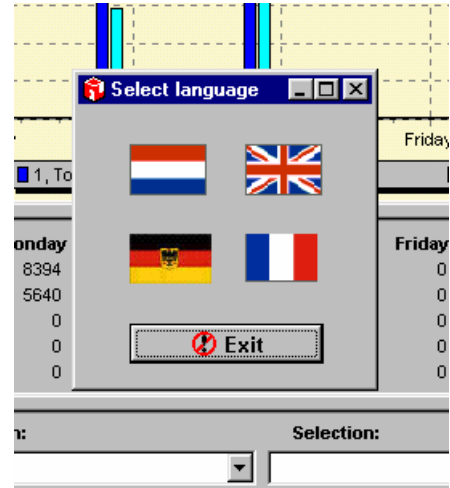 Select language
Friday
1, To
onday
Friday
8394
0
5640
0
0
0
0
0
0
0
Exit
n:
Selection: